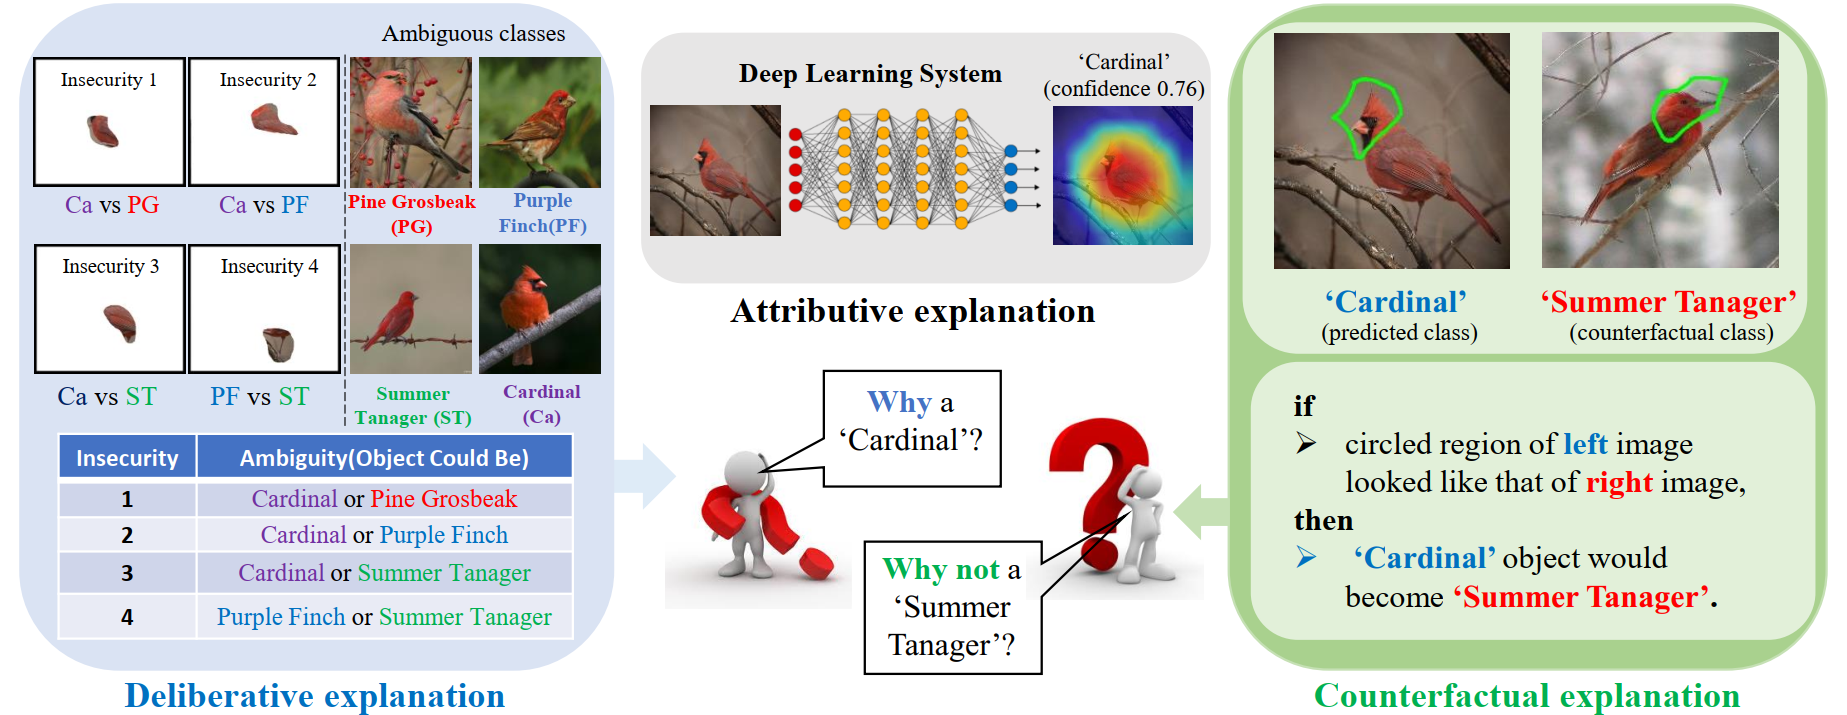 Ambiguous classes
Insecurity 1
Insecurity 2
Ca vs PG
Ca vs PF
Pine Grosbeak
(PG)
Purple
Finch(PF)
Insecurity 3
Insecurity 4
Ca vs ST
PF vs ST
Summer
Tanager (ST)
Cardinal
(Ca)
Insecurity
Ambiguity(Object Could Be)
1
Cardinal or Pine Grosbeak
2
Cardinal or Purple Finch
3
Cardinal or Summer Tanager
4
Purple Finch or Summer Tanager
Deliberative explanation
Deep Learning System
‘Cardinal’
(confidence 0.76)
Attributive explanation
Why a
‘Cardinal’?
Why not a
‘Summer
Tanager’?
‘Cardinal’
(predicted class)
‘Summer Tanager’
(counterfactual class)
if
➢ circled region of left image
looked like that of right image,
then
➢ ‘Cardinal’ object would
become ‘Summer Tanager’.
Counterfactual explanation